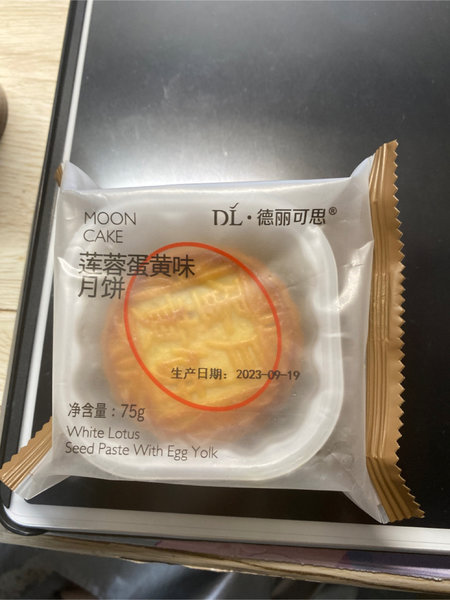 MOON
CAKE
DL·德丽可思®
莲蓉蛋黄味
月饼
生产日期：2023-09-19
净含量：75g
White Lotus
Seed Paste With Egg Yolk